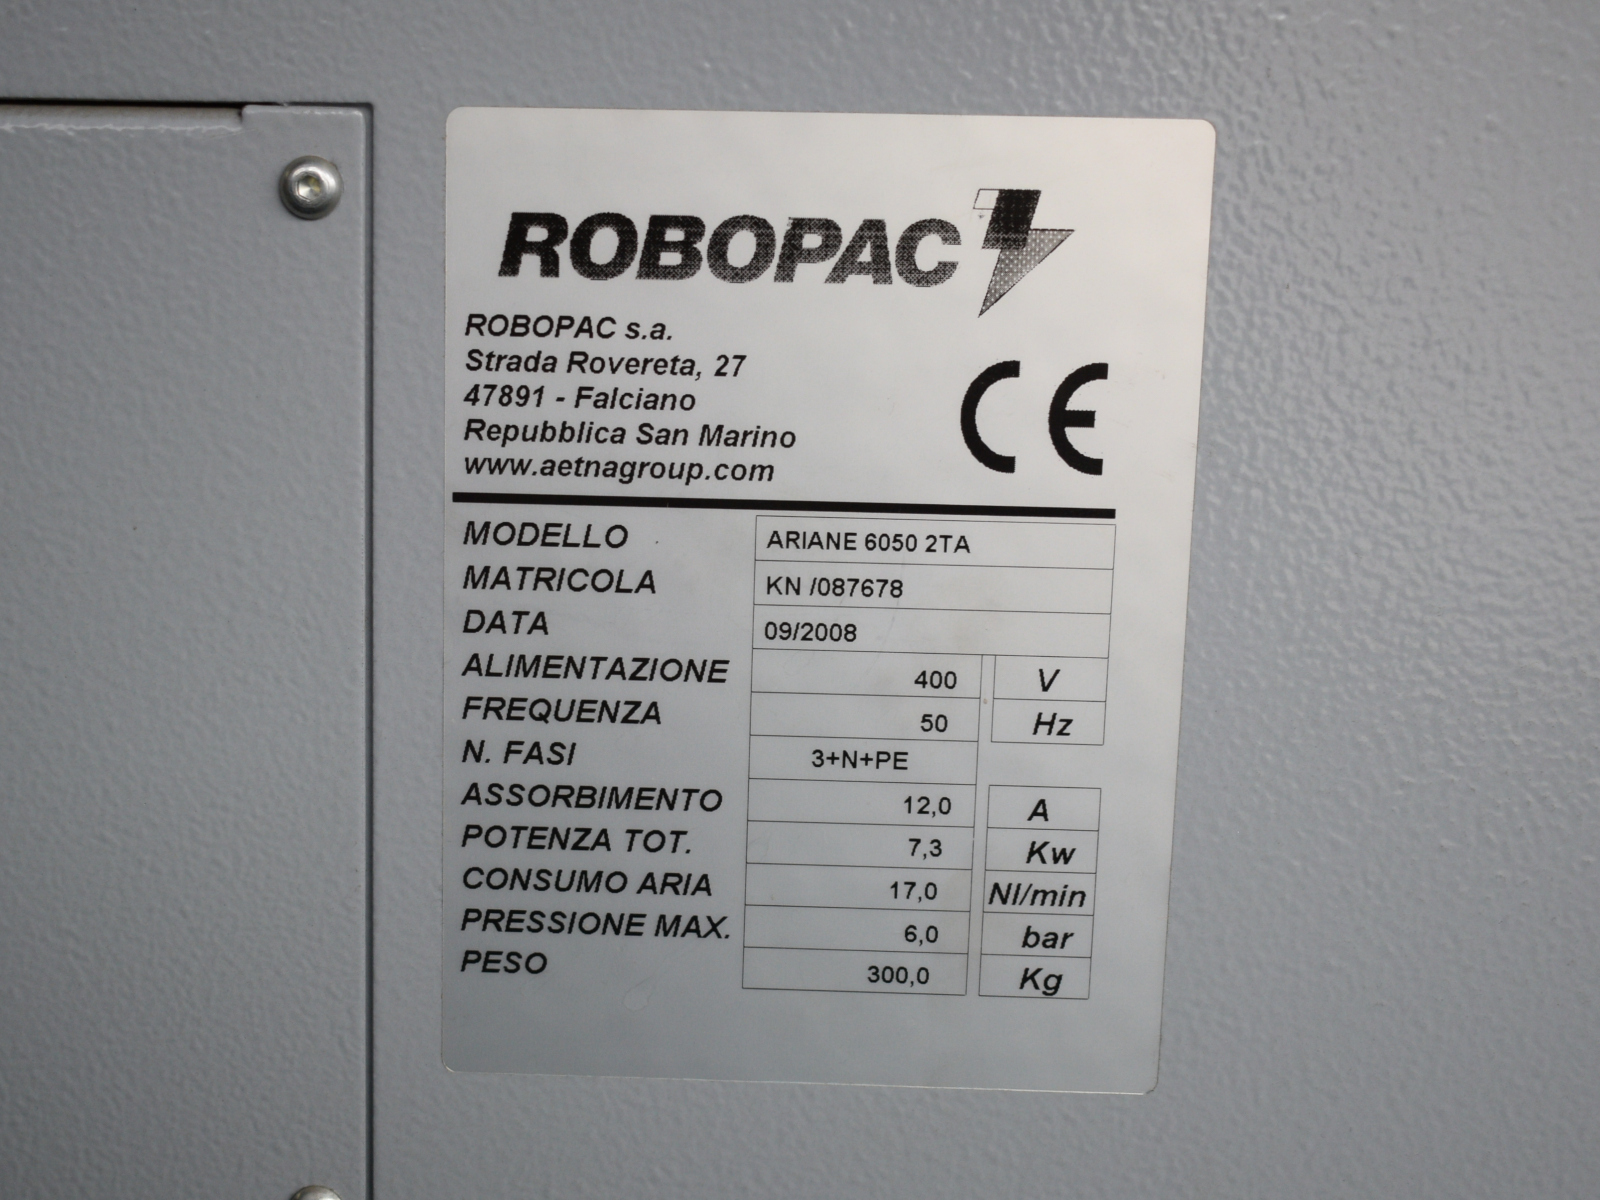 ROBOPAC
ROBOPAC s.a.
Strada Rovereta, 27
47891 - Falciano
Repubblica San Marino
www.aetnagroup.com
CE
MODELLO ARIANE 6050 2TA
MATRICOLA KN /087678
DATA 09/2008
ALIMENTAZIONE 400 V
FREQUENZA 50 Hz
N. FASI 3+N+PE
ASSORBIMENTO 12,0 A
POTENZA TOT. 7,3 Kw
CONSUMO ARIA 17,0 Nl/min
PRESSIONE MAX. 6,0 bar
PESO 300,0 Kg